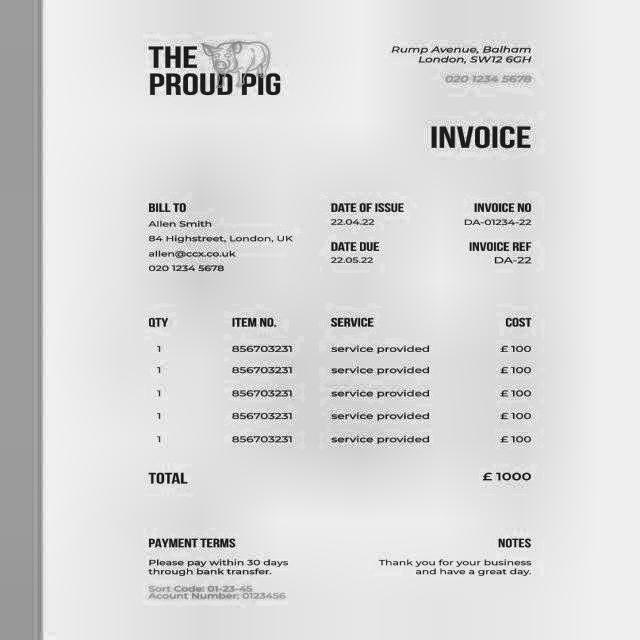 THE
PROUD PIG
Rump Avenue, Balham
London, SW12 6GH
020 1234 5678
INVOICE
BILL TO
Allen Smith
84 Highstreet, London, UK
allen@ccx.co.uk
020 1234 5678
DATE OF ISSUE
22.04.22
DATE DUE
22.05.22
INVOICE NO
DA-01234-22
INVOICE REF
DA-22
QTY ITEM NO. SERVICE COST
1 856703231 service provided £ 100
1 856703231 service provided £ 100
1 856703231 service provided £ 100
1 856703231 service provided £ 100
1 856703231 service provided £ 100
TOTAL £ 1000
PAYMENT TERMS
Please pay within 30 days
through bank transfer.
Sort Code: 01-23-45
Acount Number: 0123456
NOTES
Thank you for your business
and have a great day.